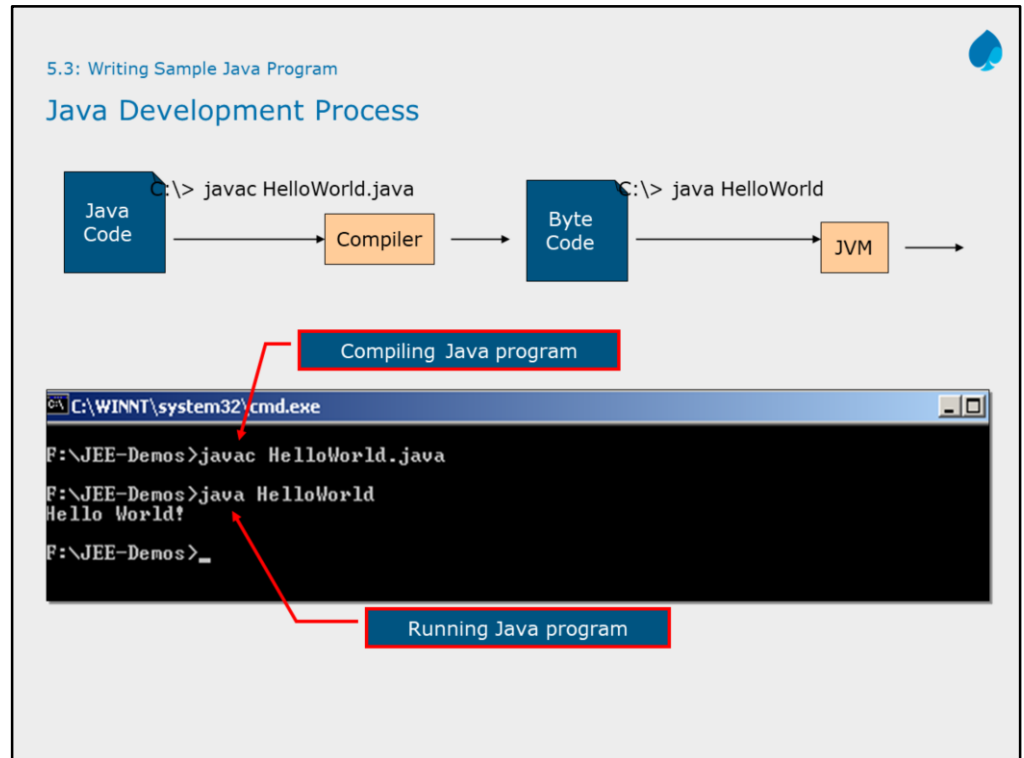 5.3: Writing Sample Java Program
Java Development Process
C:\> javac HelloWorld.java
C:\> java HelloWorld
Java
Code
Compiler
Byte
Code
JVM
Compiling Java program
C:\WINNT\system32\cmd.exe
F:\JEE-Demos>javac HelloWorld.java
F:\JEE-Demos>java HelloWorld
Hello World!
F:\JEE-Demos>_
Running Java program